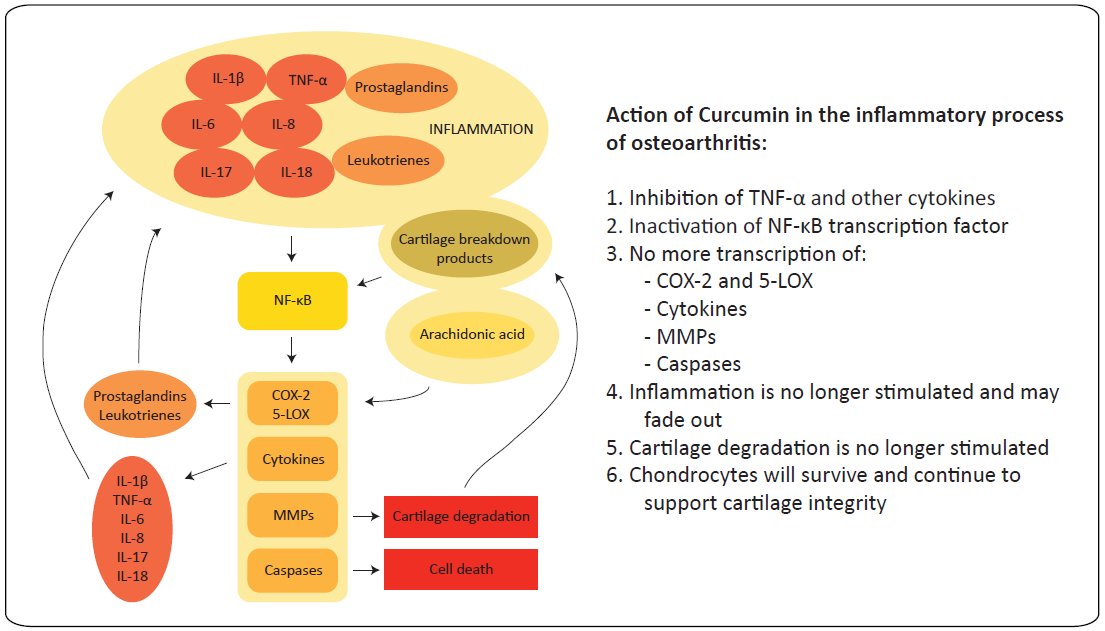 IL-1β
TNF-α
Prostaglandins
IL-6
IL-8
INFLAMMATION
IL-17
IL-18
Leukotrienes
Cartilage breakdown
products
NF-κB
Arachidonic acid
Prostaglandins
Leukotrienes
COX-2
5-LOX
Cytokines
IL-1β
TNF-α
IL-6
IL-8
IL-17
IL-18
MMPs
Cartilage degradation
Caspases
Cell death
Action of Curcumin in the inflammatory process
of osteoarthritis:
1. Inhibition of TNF-α and other cytokines
2. Inactivation of NF-κB transcription factor
3. No more transcription of:
- COX-2 and 5-LOX
- Cytokines
- MMPs
- Caspases
4. Inflammation is no longer stimulated and may
fade out
5. Cartilage degradation is no longer stimulated
6. Chondrocytes will survive and continue to
support cartilage integrity